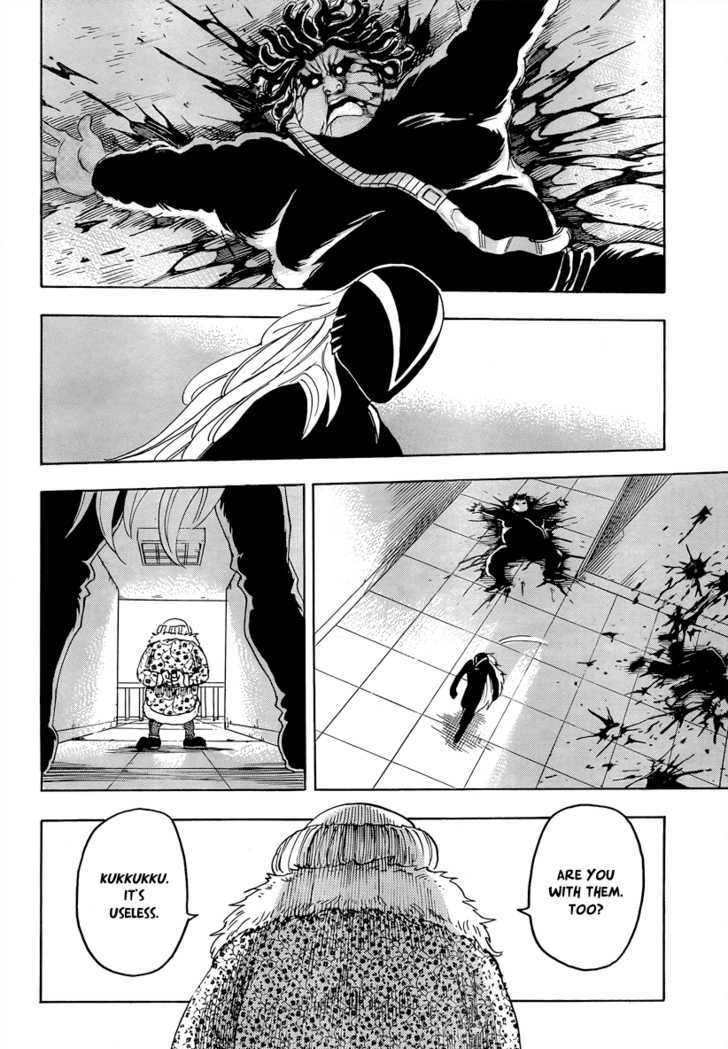 ARE YOU
WITH THEM.
TOO?
KUKKUKKU.
IT'S
USELESS.